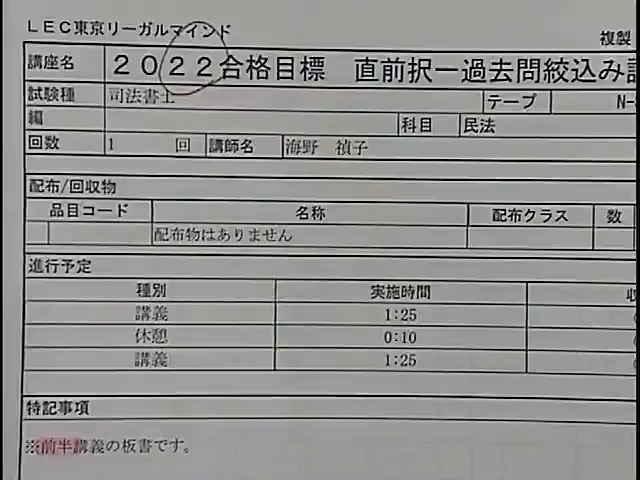 LEC東京リーガルマインド
複製
講座名 2022合格目標 直前択一過去問絞込み
試験種 司法書士 テープ N-
編 科目 民法
回数 1 回 講師名 海野 禎子
配布/回収物
品目コード 名称 配布クラス 数
配布物はありません
進行予定
種別 実施時間
講義 1:25
休憩 0:10
講義 1:25
特記事項
※前半講義の板書です。